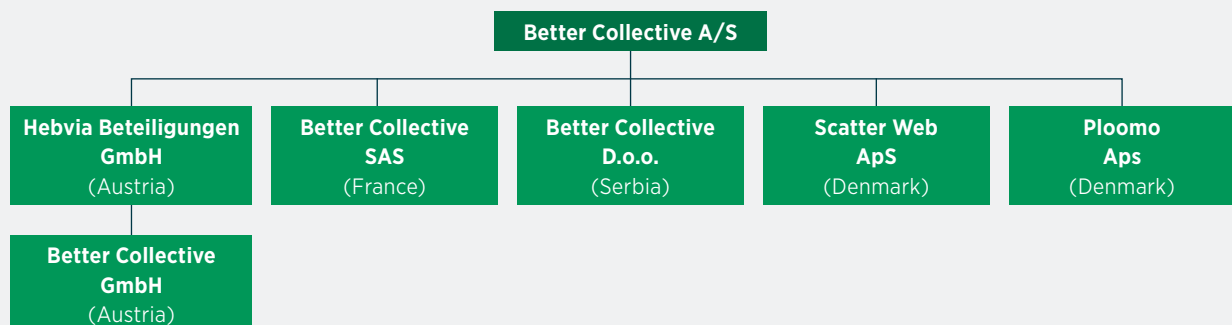 Better Collective A/S
Hebvia Beteiligungen
GmbH
(Austria)
Better Collective
SAS
(France)
Better Collective
D.o.o.
(Serbia)
Scatter Web
ApS
(Denmark)
Ploomo
Aps
(Denmark)
Better Collective
GmbH
(Austria)